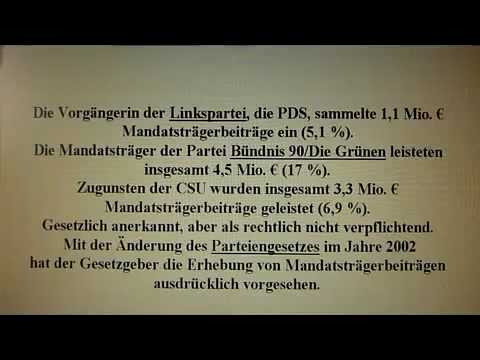 Die Vorgängerin der Linkspartei, die PDS, sammelte 1,1 Mio. €
Mandatsträgerbeiträge ein (5,1 %).
Die Mandatsträger der Partei Bündnis 90/Die Grünen leisteten
insgesamt 4,5 Mio. € (17 %).
Zugunsten der CSU wurden insgesamt 3,3 Mio. €
Mandatsträgerbeiträge geleistet (6,9 %).
Gesetzlich anerkannt, aber als rechtlich nicht verpflichtend.
Mit der Änderung des Parteiengesetzes im Jahre 2002
hat der Gesetzgeber die Erhebung von Mandatsträgerbeiträgen
ausdrücklich vorgesehen.